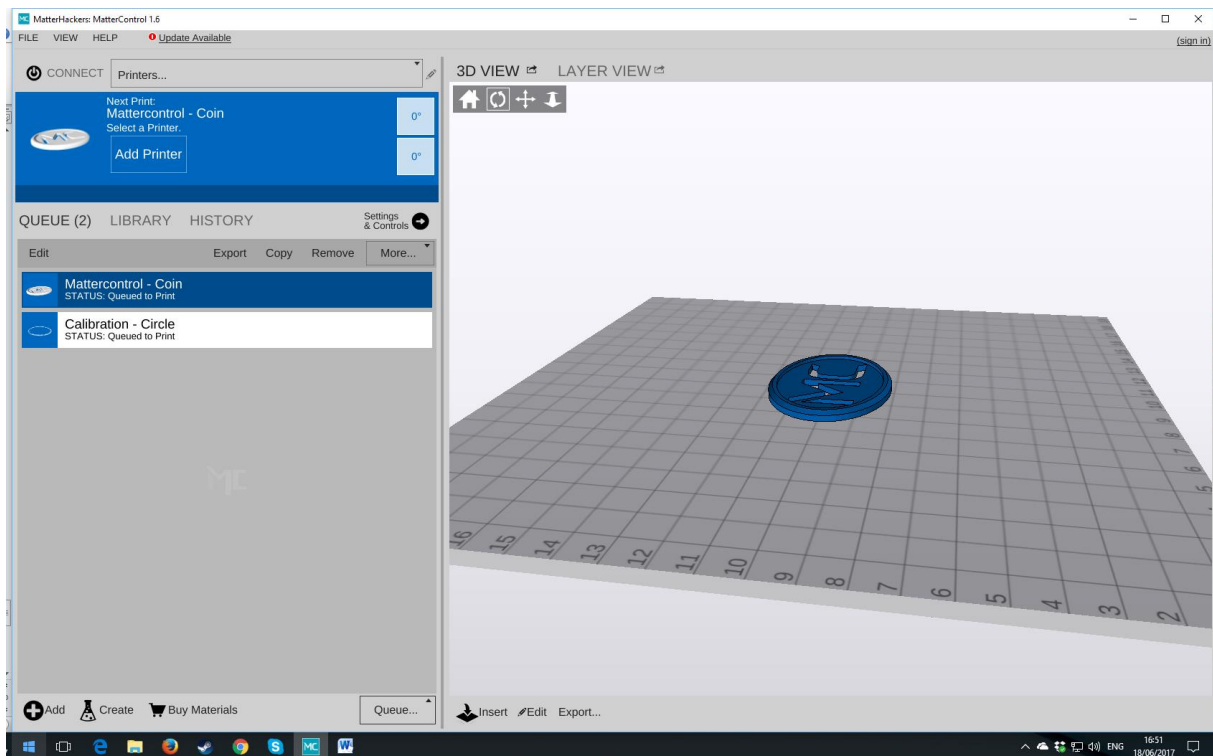 MC MatterHackers: MatterControl 1.6
FILE VIEW HELP Update Available
(sign in)
CONNECT Printers...
Next Print:
Mattercontrol - Coin
Select a Printer.
Add Printer
0°
0°
QUEUE (2) LIBRARY HISTORY
Settings
& Controls
Edit Export Copy Remove More...
Mattercontrol - Coin
STATUS: Queued to Print
Calibration - Circle
STATUS: Queued to Print
MC
Add Create Buy Materials Queue...
3D VIEW LAYER VIEW
MC
16 15 14 13 12 11 10 9 8 7 6 5 4 3 2
Insert Edit Export...
MC
ENG
16:51
18/06/2017